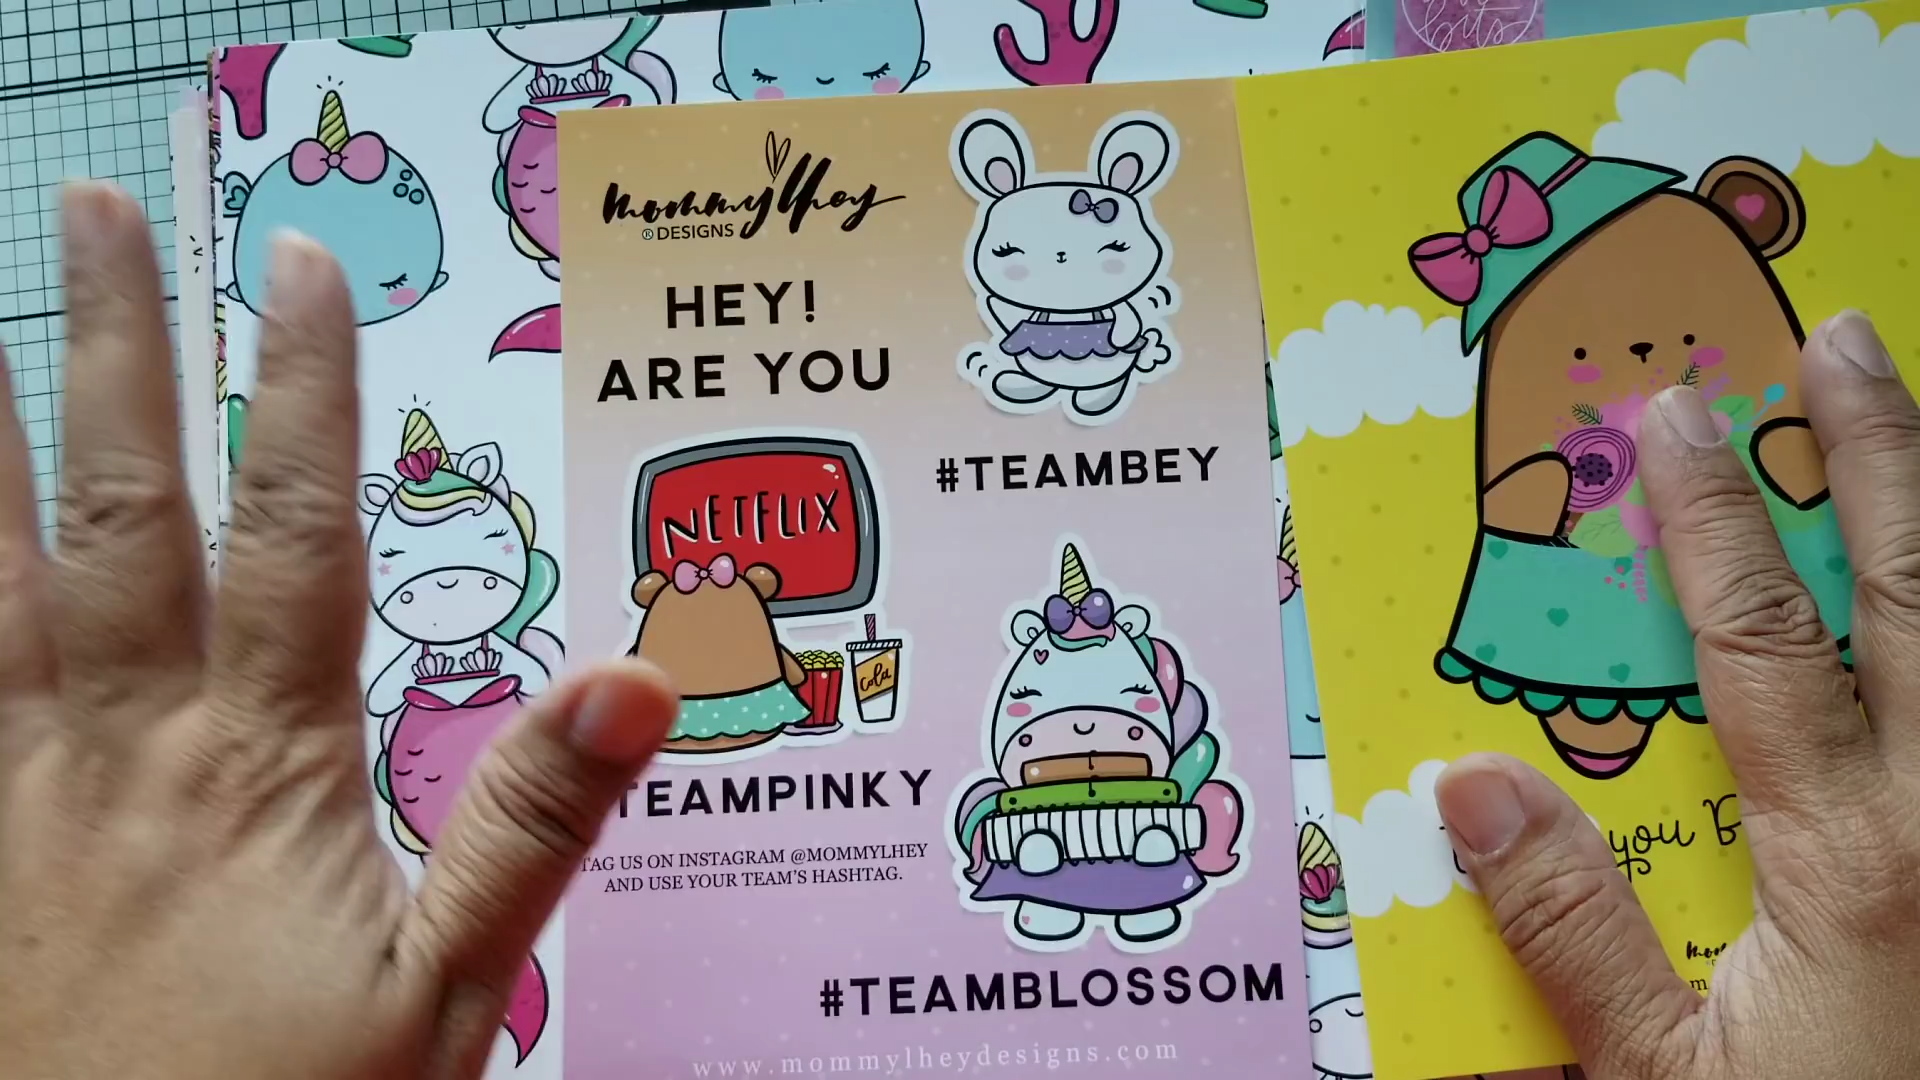 bits
mommylhey
® DESIGNS
HEY!
ARE YOU
#TEAMBEY
NETFLIX
Cola
TEAMPINKY
TAG US ON INSTAGRAM @MOMMYLHEY
AND USE YOUR TEAM'S HASHTAG.
#TEAMBLOSSOM
www.mommylheydesigns.com
you